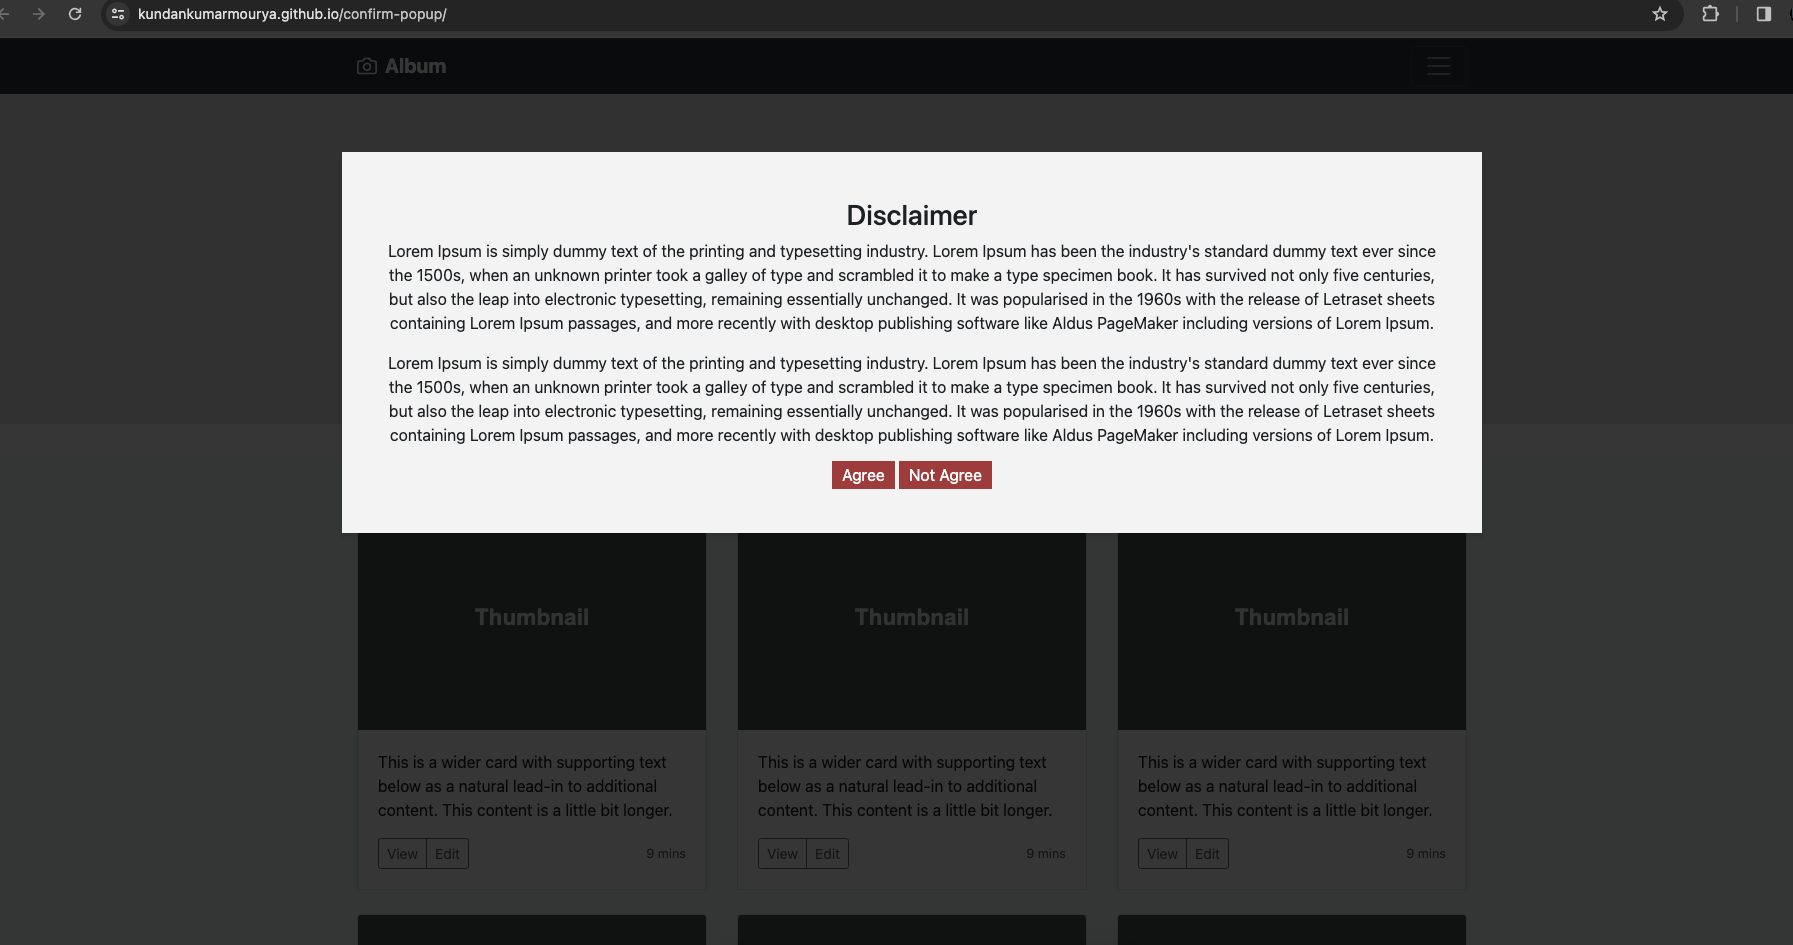 kundankumarmourya.github.io/confirm-popup/
Album
Disclaimer
Lorem Ipsum is simply dummy text of the printing and typesetting industry. Lorem Ipsum has been the industry's standard dummy text ever since
the 1500s, when an unknown printer took a galley of type and scrambled it to make a type specimen book. It has survived not only five centuries,
but also the leap into electronic typesetting, remaining essentially unchanged. It was popularised in the 1960s with the release of Letraset sheets
containing Lorem Ipsum passages, and more recently with desktop publishing software like Aldus PageMaker including versions of Lorem Ipsum.
Lorem Ipsum is simply dummy text of the printing and typesetting industry. Lorem Ipsum has been the industry's standard dummy text ever since
the 1500s, when an unknown printer took a galley of type and scrambled it to make a type specimen book. It has survived not only five centuries,
but also the leap into electronic typesetting, remaining essentially unchanged. It was popularised in the 1960s with the release of Letraset sheets
containing Lorem Ipsum passages, and more recently with desktop publishing software like Aldus PageMaker including versions of Lorem Ipsum.
Agree Not Agree
Thumbnail
This is a wider card with supporting text
below as a natural lead-in to additional
content. This content is a little bit longer.
View Edit 9 mins
Thumbnail
This is a wider card with supporting text
below as a natural lead-in to additional
content. This content is a little bit longer.
View Edit 9 mins
Thumbnail
This is a wider card with supporting text
below as a natural lead-in to additional
content. This content is a little bit longer.
View Edit 9 mins